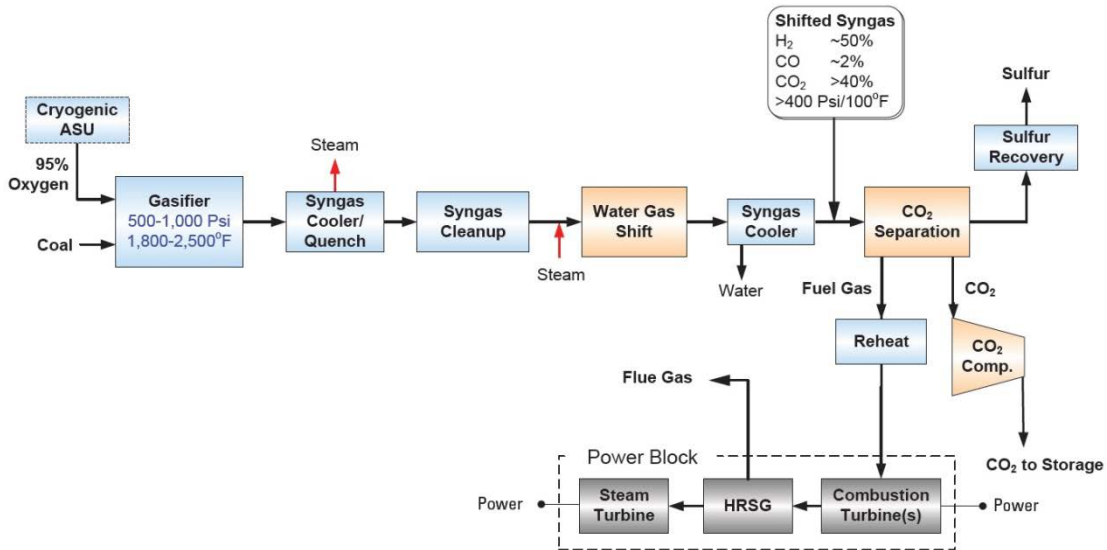 Shifted Syngas
H₂ ~50%
CO ~2%
CO₂ >40%
>400 Psi/100°F
Sulfur
Cryogenic
ASU
Sulfur
Recovery
95%
Oxygen
Steam
Gasifier
500-1,000 Psi
1,800-2,500°F
Syngas
Cooler/
Quench
Syngas
Cleanup
Water Gas
Shift
Syngas
Cooler
CO₂
Separation
Coal
Steam
Water
Fuel Gas
CO₂
Reheat
CO₂
Comp.
Flue Gas
CO₂ to Storage
Power Block
Power
Steam
Turbine
HRSG
Combustion
Turbine(s)
Power